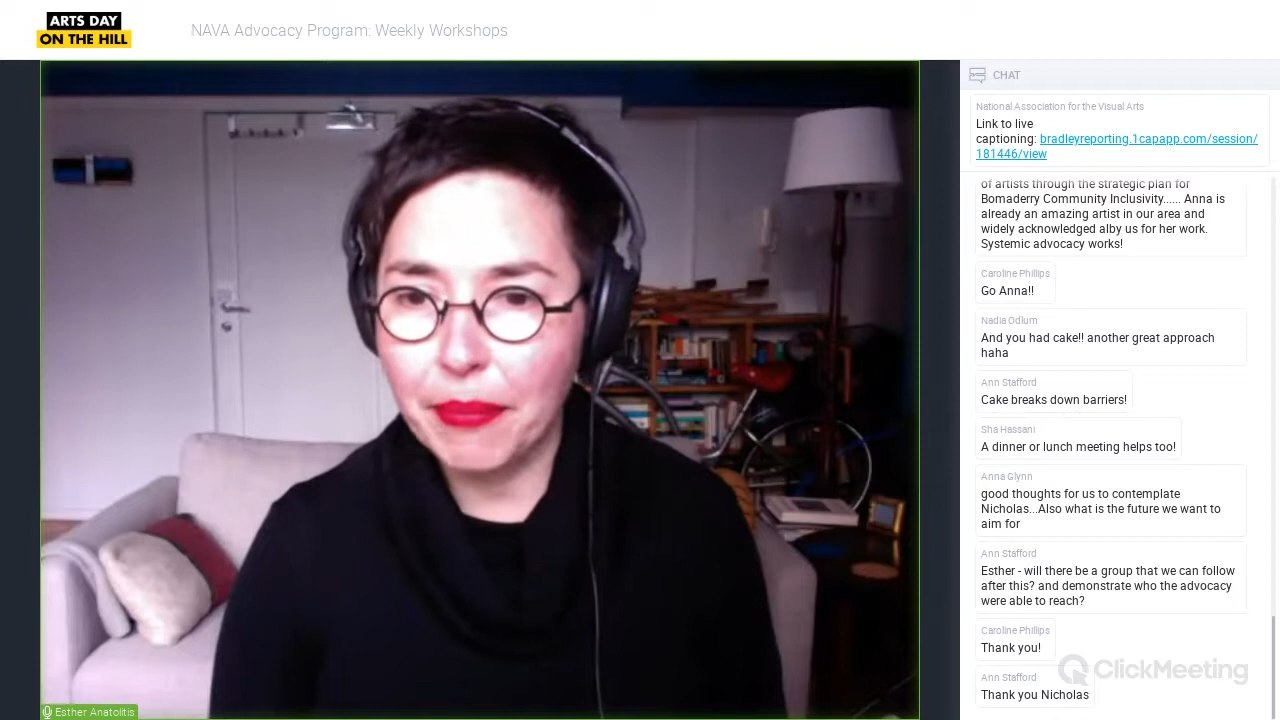 ARTS DAY
ON THE HILL
NAVA Advocacy Program: Weekly Workshops
CHAT
National Association for the Visual Arts
Link to live
captioning: bradleyreporting.1capapp.com/session/
181446/view
of artists through the strategic plan for
Bomaderry Community Inclusivity...... Anna is
already an amazing artist in our area and
widely acknowledged alby us for her work.
Systemic advocacy works!
Caroline Phillips
Go Anna!!
Nadia Odlum
And you had cake!! another great approach
haha
Ann Stafford
Cake breaks down barriers!
Sha Hassani
A dinner or lunch meeting helps too!
Anna Glynn
good thoughts for us to contemplate
Nicholas...Also what is the future we want to
aim for
Ann Stafford
Esther - will there be a group that we can follow
after this? and demonstrate who the advocacy
were able to reach?
Caroline Phillips
Thank you!
ClickMeeting
Ann Stafford
Thank you Nicholas
Esther Anatolitis